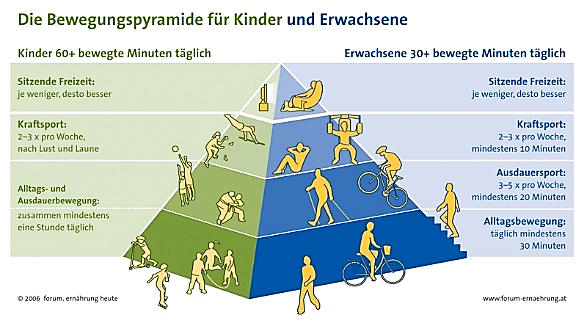 Die Bewegungspyramide für Kinder und Erwachsene
Kinder 60+ bewegte Minuten täglich
Erwachsene 30+ bewegte Minuten täglich
Sitzende Freizeit:
je weniger, desto besser
Sitzende Freizeit:
je weniger, desto besser
Kraftsport:
2–3 x pro Woche,
nach Lust und Laune
Kraftsport:
2–3 x pro Woche,
mindestens 10 Minuten
Alltags- und
Ausdauerbewegung:
zusammen mindestens
eine Stunde täglich
Ausdauersport:
3–5 x pro Woche,
mindestens 20 Minuten
Alltagsbewegung:
täglich mindestens
30 Minuten
© 2006 forum. ernährung heute
www.forum-ernaehrung.at